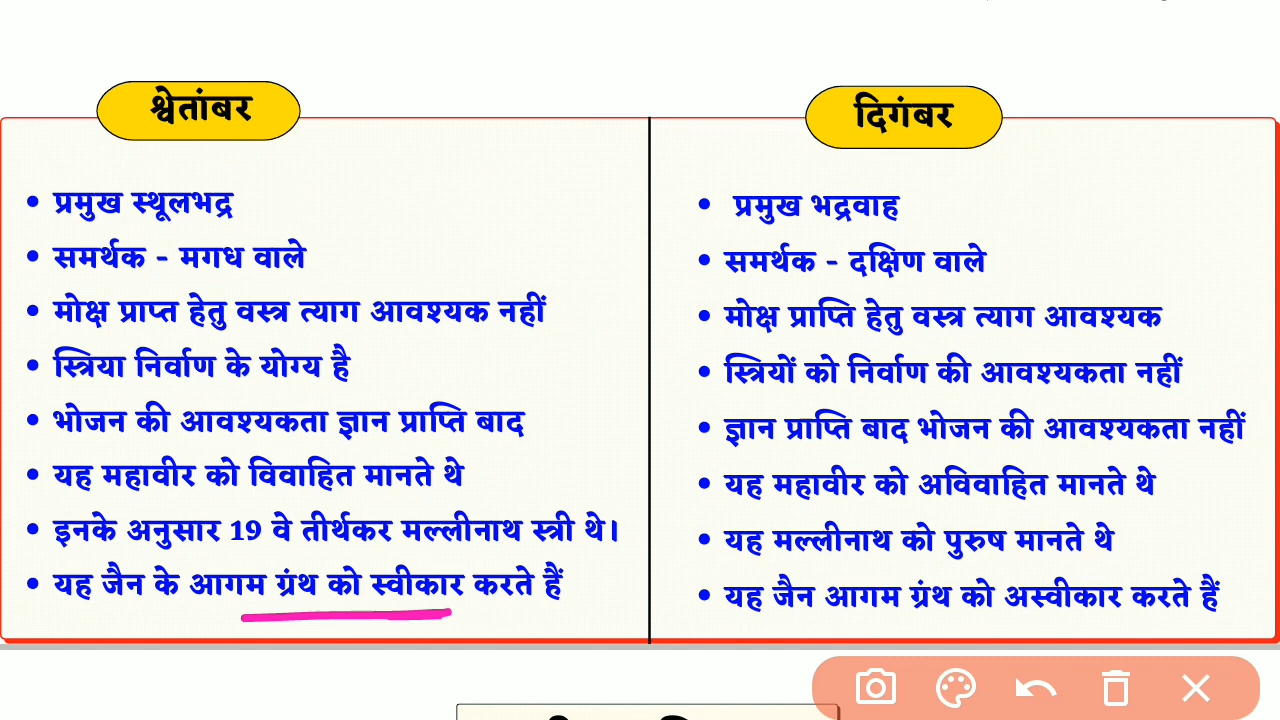 श्वेतांबर
• प्रमुख स्थूलभद्र
• समर्थक - मगध वाले
• मोक्ष प्राप्त हेतु वस्त्र त्याग आवश्यक नहीं
• स्त्रिया निर्वाण के योग्य है
• भोजन की आवश्यकता ज्ञान प्राप्ति बाद
• यह महावीर को विवाहित मानते थे
• इनके अनुसार 19 वे तीर्थकर मल्लीनाथ स्त्री थे।
• यह जैन के आगम ग्रंथ को स्वीकार करते हैं
दिगंबर
• प्रमुख भद्रवाह
• समर्थक - दक्षिण वाले
• मोक्ष प्राप्ति हेतु वस्त्र त्याग आवश्यक
• स्त्रियों को निर्वाण की आवश्यकता नहीं
• ज्ञान प्राप्ति बाद भोजन की आवश्यकता नहीं
• यह महावीर को अविवाहित मानते थे
• यह मल्लीनाथ को पुरुष मानते थे
• यह जैन आगम ग्रंथ को अस्वीकार करते हैं